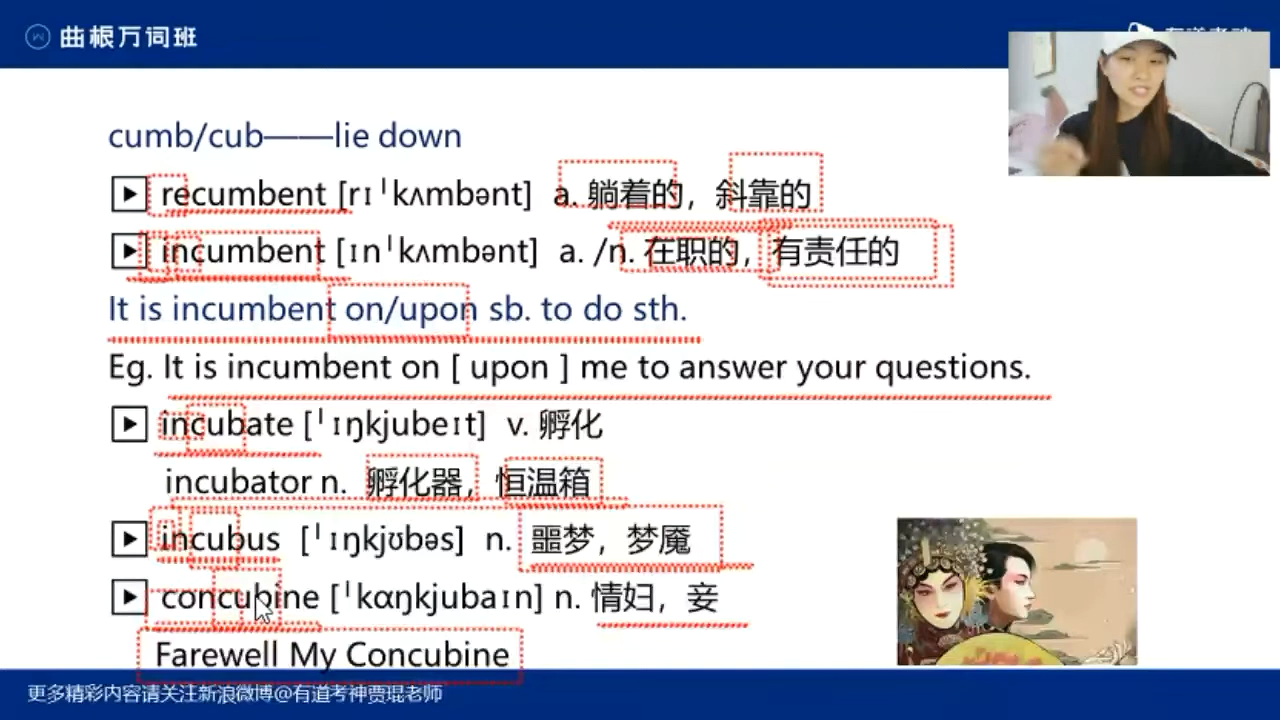 曲根万词班
cumb/cub——lie down
recumbent [rɪˈkʌmbənt] a. 躺着的，斜靠的
incumbent [ɪnˈkʌmbənt] a. /n. 在职的，有责任的
It is incumbent on/upon sb. to do sth.
Eg. It is incumbent on [ upon ] me to answer your questions.
incubate [ˈɪŋkjubeɪt] v. 孵化
incubator n. 孵化器，恒温箱
incubus [ˈɪŋkjʊbəs] n. 噩梦，梦魇
concubine [ˈkɑŋkjubaɪn] n. 情妇，妾
Farewell My Concubine
更多精彩内容请关注新浪微博@有道考神贾琨老师